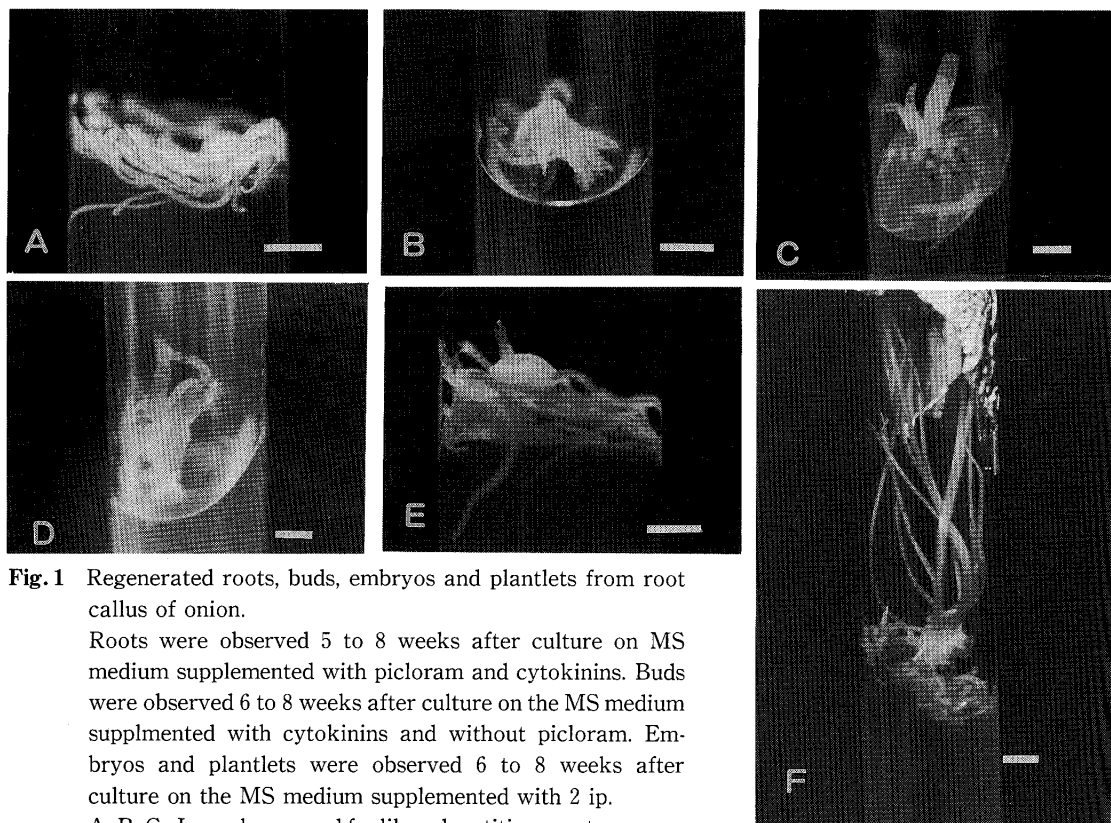 A
B
C
D
E
F
Fig. 1 Regenerated roots, buds, embryos and plantlets from root
callus of onion.
Roots were observed 5 to 8 weeks after culture on MS
medium supplemented with picloram and cytokinins. Buds
were observed 6 to 8 weeks after culture on the MS medium
supplmented with cytokinins and without picloram. Em-
bryos and plantlets were observed 6 to 8 weeks after
culture on the MS medium supplemented with 2 ip.